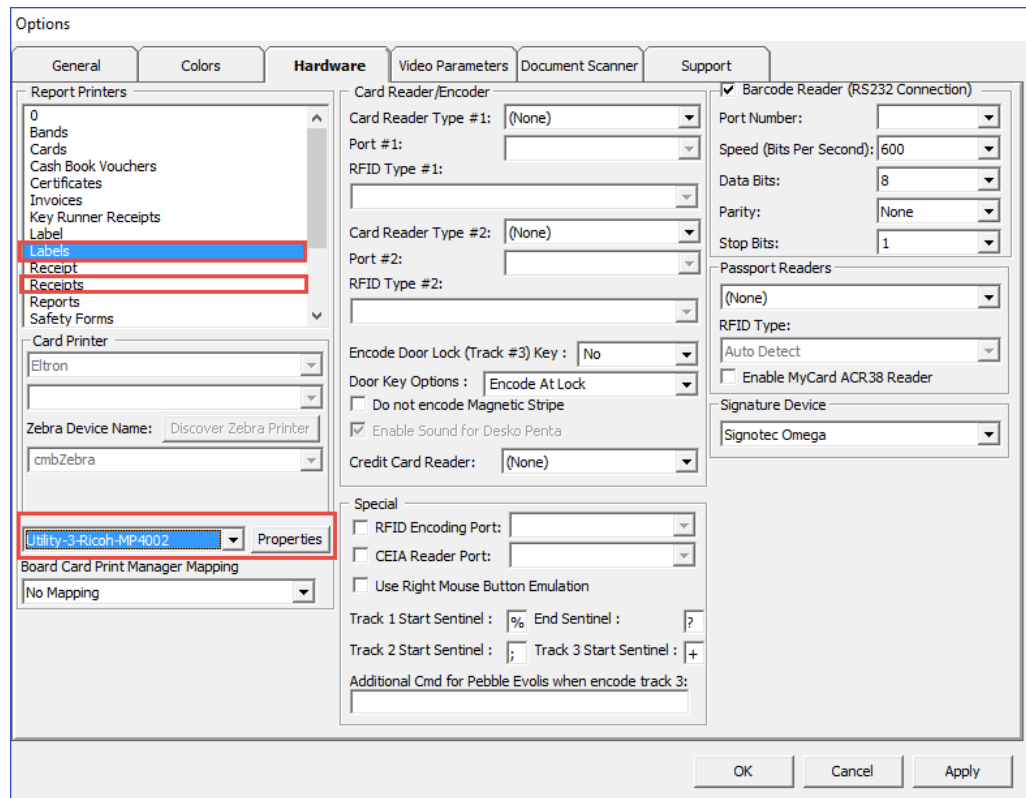 Options
General
Colors
Hardware
Video Parameters
Document Scanner
Support
Report Printers
0
Bands
Cards
Cash Book Vouchers
Certificates
Invoices
Key Runner Receipts
Label
Labels
Receipt
Receipts
Reports
Safety Forms
Card Printer
Eltron
Zebra Device Name: Discover Zebra Printer
cmbZebra
Utility-3-Ricoh-MP4002 Properties
Board Card Print Manager Mapping
No Mapping
Card Reader/Encoder
Card Reader Type #1: (None)
Port #1:
RFID Type #1:
Card Reader Type #2: (None)
Port #2:
RFID Type #2:
Encode Door Lock (Track #3) Key : No
Door Key Options : Encode At Lock
Do not encode Magnetic Stripe
Enable Sound for Desko Penta
Credit Card Reader: (None)
Special
RFID Encoding Port:
CEIA Reader Port:
Use Right Mouse Button Emulation
Track 1 Start Sentinel : % End Sentinel : ?
Track 2 Start Sentinel : ; Track 3 Start Sentinel : +
Additional Cmd for Pebble Evolis when encode track 3:
Barcode Reader (RS232 Connection)
Port Number:
Speed (Bits Per Second): 600
Data Bits: 8
Parity: None
Stop Bits: 1
Passport Readers
(None)
RFID Type:
Auto Detect
Enable MyCard ACR38 Reader
Signature Device
Signotec Omega
OK
Cancel
Apply